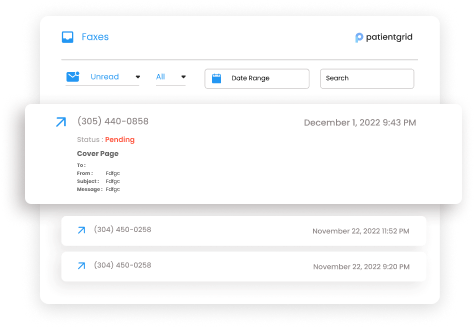 Faxes
patientgrid
Unread All Date Range Search
(305) 440-0858 December 1, 2022 9:43 PM
Status : Pending
Cover Page
To :
From : Fdfgc
Subject : Fdfgc
Message : Fdfgc
(304) 450-0258 November 22, 2022 11:52 PM
(304) 450-0258 November 22, 2022 9:20 PM